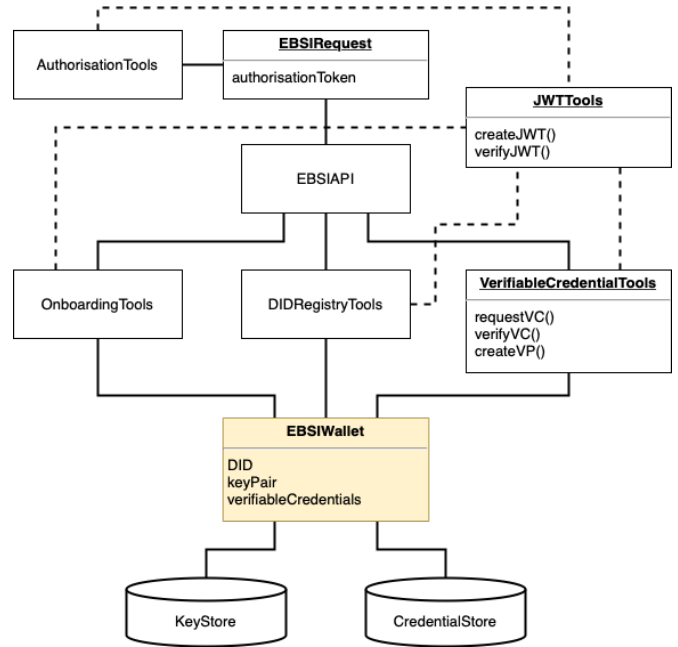 EBSIRequest
AuthorisationTools
authorisationToken
JWTTools
createJWT()
verifyJWT()
EBSIAPI
OnboardingTools
DIDRegistryTools
VerifiableCredentialTools
requestVC()
verifyVC()
createVP()
EBSIWallet
DID
keyPair
verifiableCredentials
KeyStore
CredentialStore